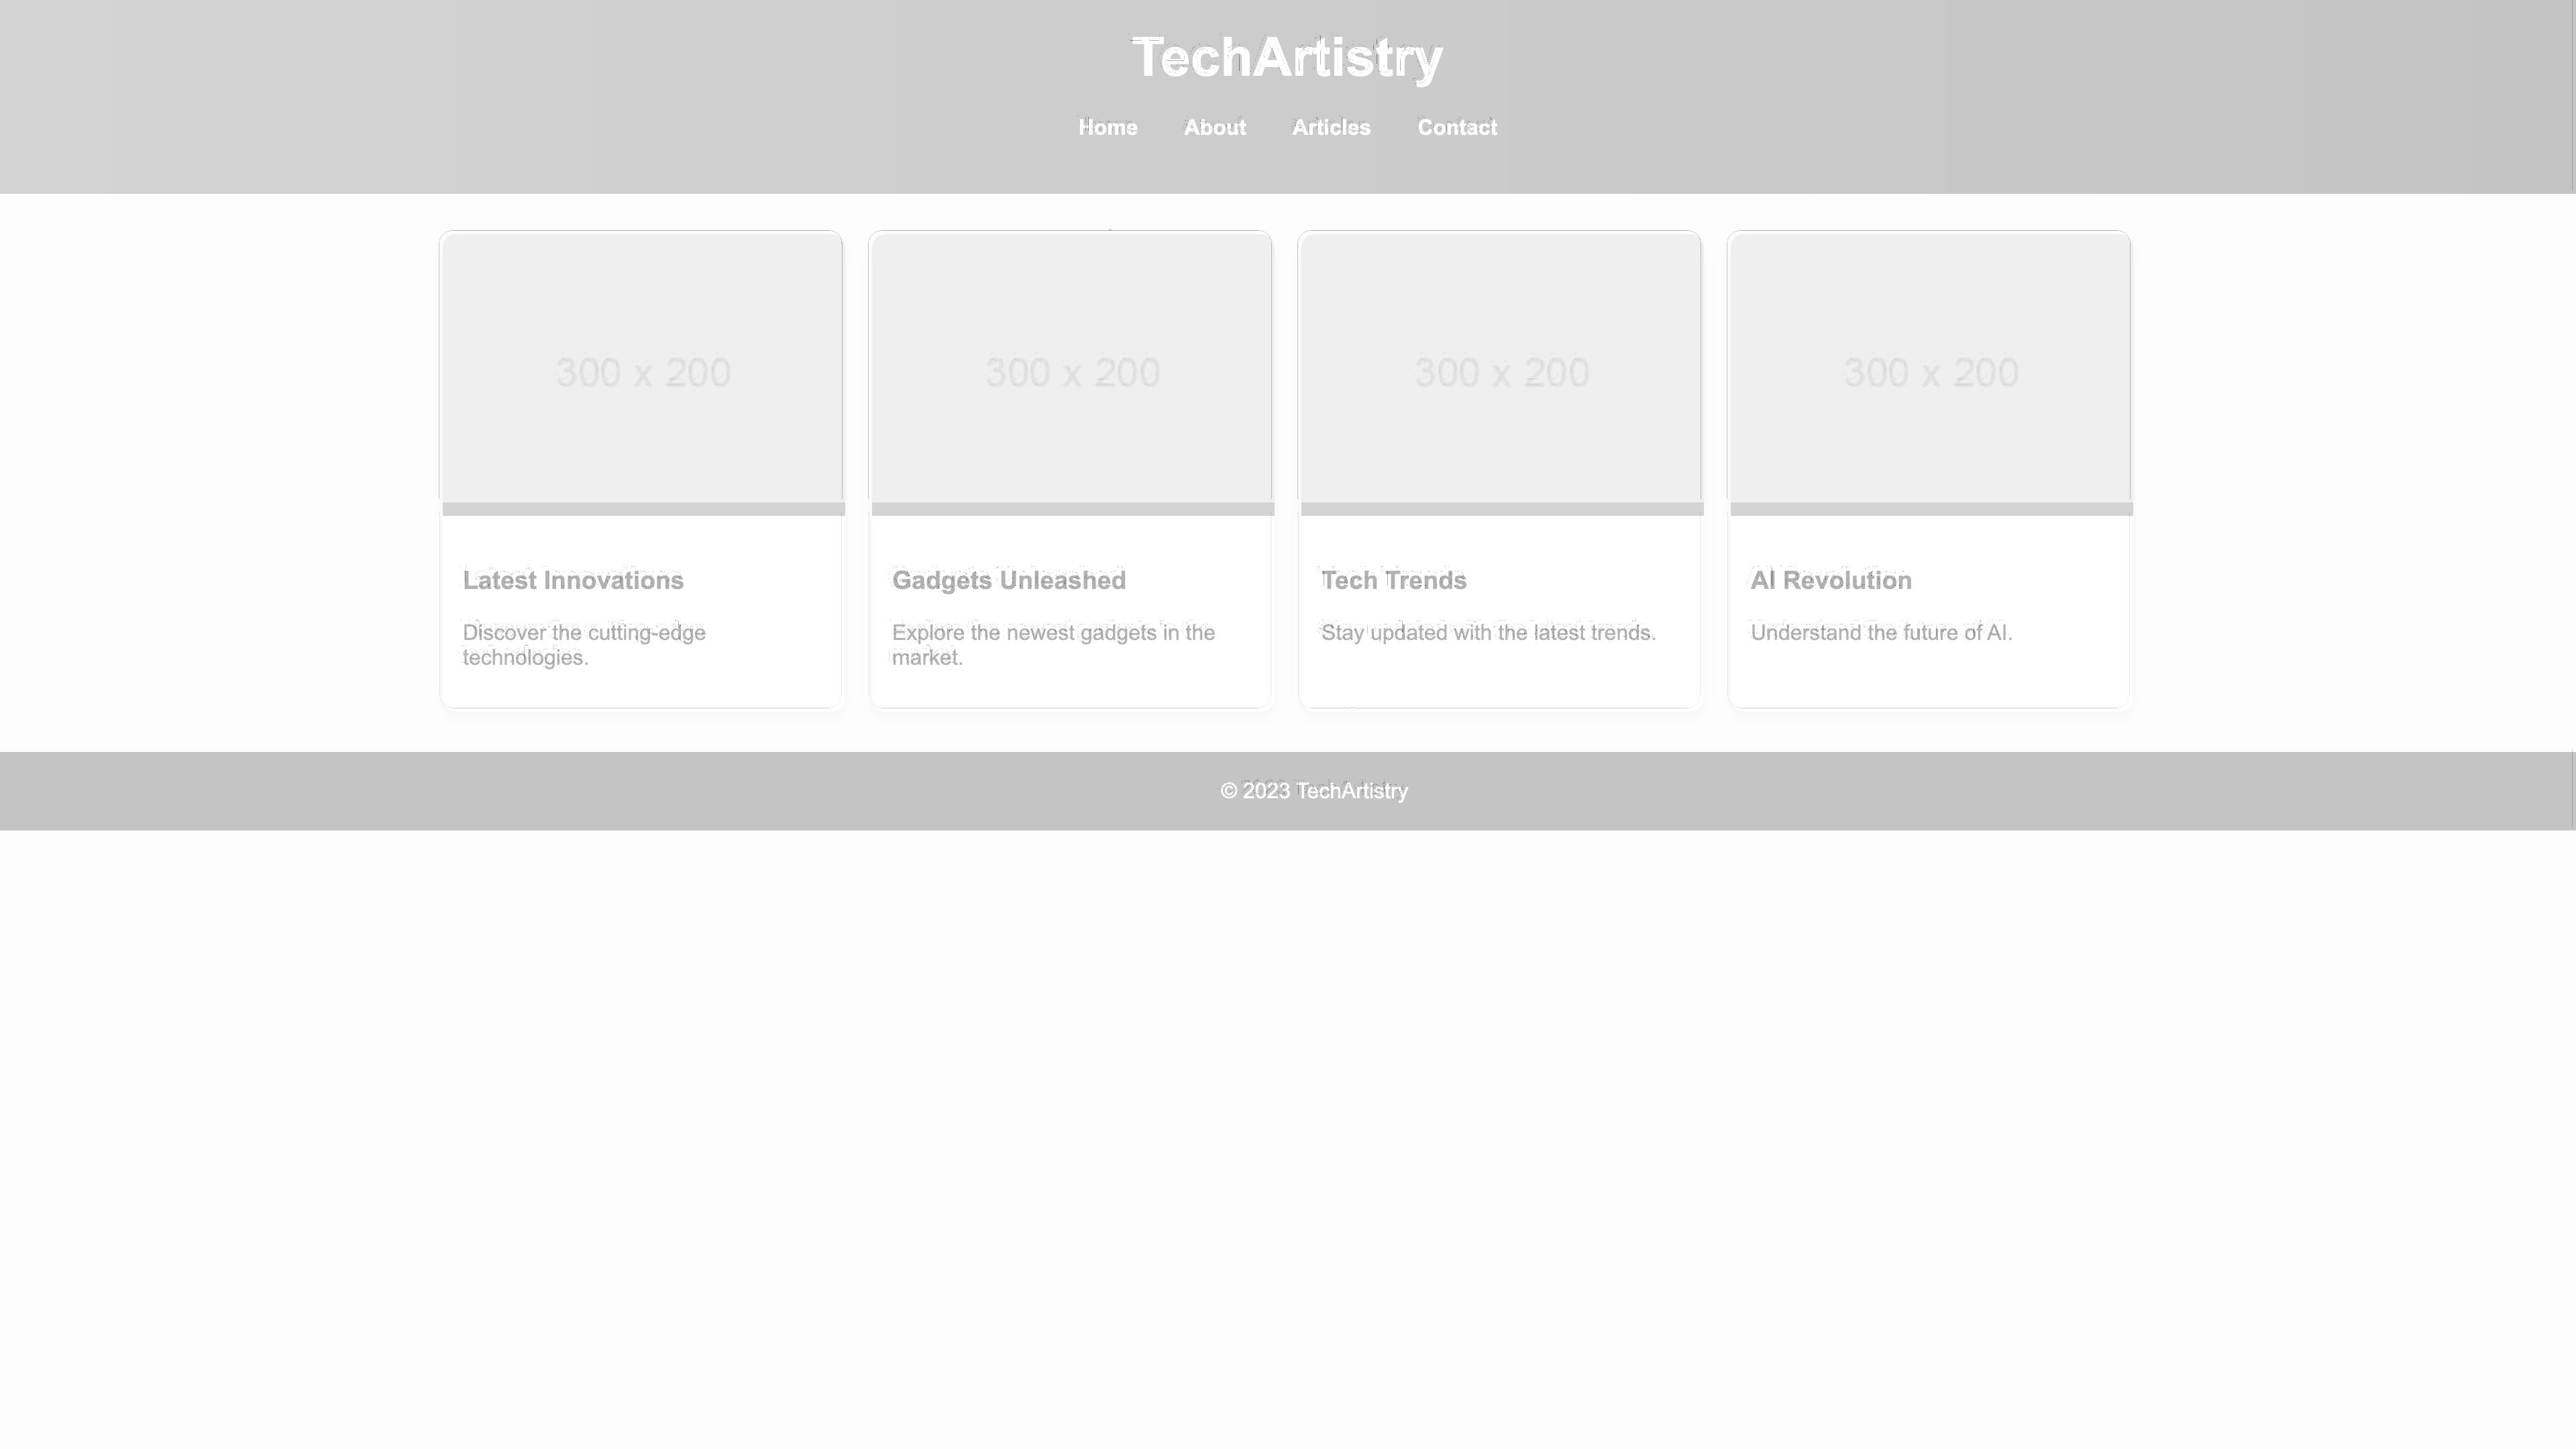 TechArtistry
Home About Articles Contact
300 x 200
300 x 200
300 x 200
300 x 200
Latest Innovations
Discover the cutting-edge
technologies.
Gadgets Unleashed
Explore the newest gadgets in the
market.
Tech Trends
Stay updated with the latest trends.
AI Revolution
Understand the future of AI.
© 2023 TechArtistry